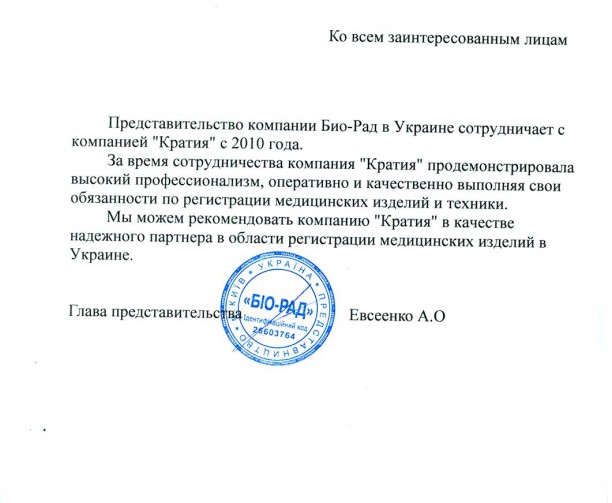 Ко всем заинтересованным лицам
Представительство компании Био-Рад в Украине сотрудничает с
компанией "Кратия" с 2010 года.
За время сотрудничества компания "Кратия" продемонстрировала
высокий профессионализм, оперативно и качественно выполняя свои
обязанности по регистрации медицинских изделий и техники.
Мы можем рекомендовать компанию "Кратия" в качестве
надежного партнера в области регистрации медицинских изделий в
Украине.
Глава представительства Евсеенко А.О
* УКРАЇНА * ПРЕДСТАВНИЦТВО * м.КИЇВ
«БІО-РАД»
Ідентифікаційний код
26603764